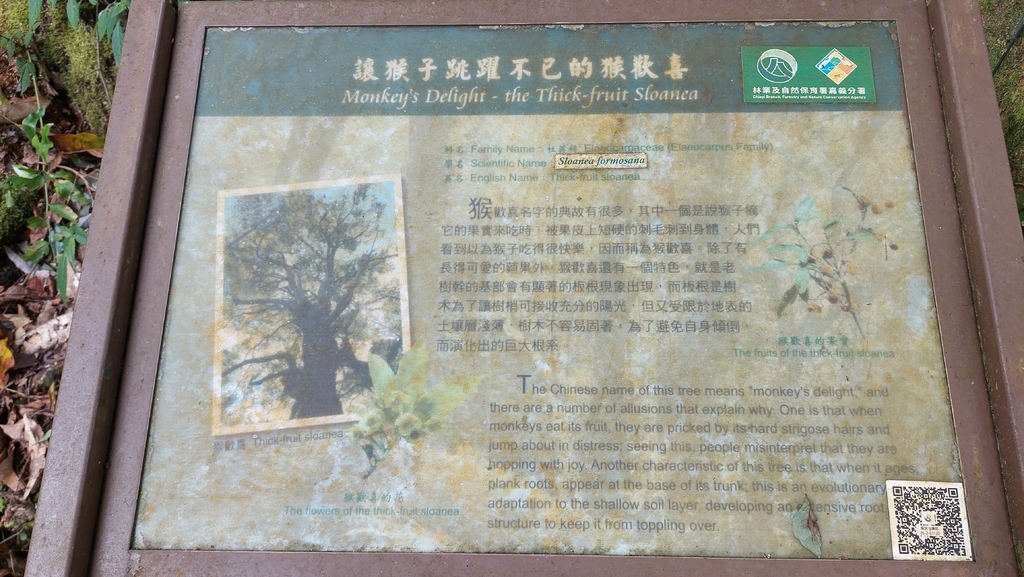 讓猴子跳躍不已的猴歡喜
Monkey's Delight - the Thick-fruit Sloanea
林業及自然保育署嘉義分署
Chiayi Branch, Forestry and Nature Conservation Agency
科名 Family Name：杜英科 Elaeocarpaceae (Elaeocarpus Family)
學名 Scientific Name：Sloanea formosana
英名 English Name：Thick-fruit sloanea
猴歡喜名字的典故有很多，其中一個是說猴子摘
它的果實來吃時，被果皮上短硬的刺毛刺到身體，人們
看到以為猴子吃得很快樂，因而稱為猴歡喜。除了有
長得可愛的蒴果外，猴歡喜還有一個特色，就是老
樹幹的基部會有顯著的板根現象出現，而板根是樹
木為了讓樹梢可接收充分的陽光，但又受限於地表的
土壤層淺薄、樹木不容易固著，為了避免自身傾倒
而演化出的巨大根系。
猴歡喜的果實
The fruits of the thick-fruit sloanea
The Chinese name of this tree means "monkey's delight," and
there are a number of allusions that explain why. One is that when
monkeys eat its fruit, they are pricked by its hard strigose hairs and
jump about in distress; seeing this, people misinterpret that they are
hopping with joy. Another characteristic of this tree is that when it ages,
plank roots, appear at the base of its trunk; this is an evolutionary
adaptation to the shallow soil layer, developing an extensive root
structure to keep it from toppling over.
猴歡喜 Thick-fruit sloanea
猴歡喜的花
The flowers of the thick-fruit sloanea